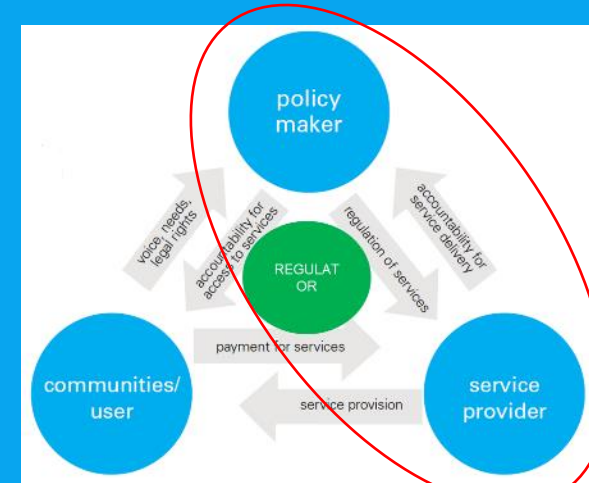 policy
maker
voice, needs,
legal rights
accountability for
access to services
regulation of services
accountability for
service delivery
REGULAT
OR
payment for services
communities/
user
service provision
service
provider